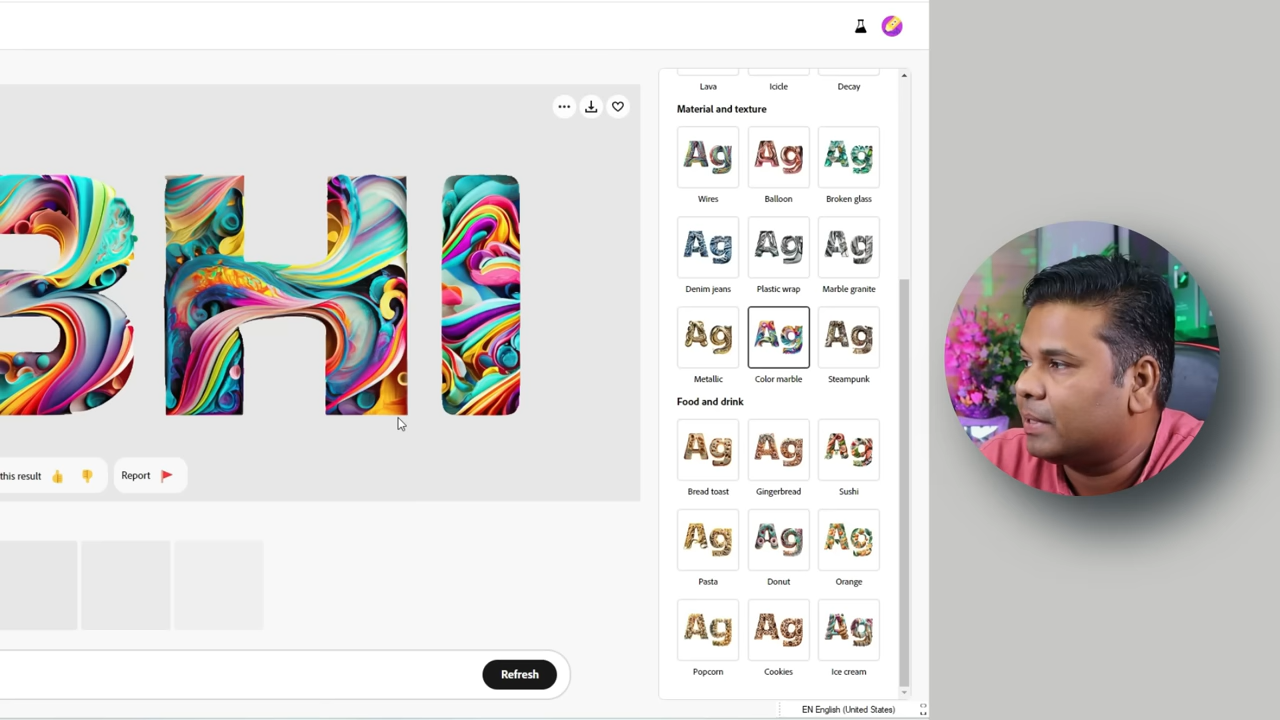 Lava Icicle Decay
Material and texture
Ag Ag Ag
Wires Balloon Broken glass
Ag Ag Ag
Denim jeans Plastic wrap Marble granite
BHI
Ag Ag Ag
Metallic Color marble Steampunk
Food and drink
Ag Ag Ag
this result Report
Bread toast Gingerbread Sushi
Ag Ag Ag
Pasta Donut Orange
Ag Ag Ag
Popcorn Cookies Ice cream
Refresh
EN English (United States)